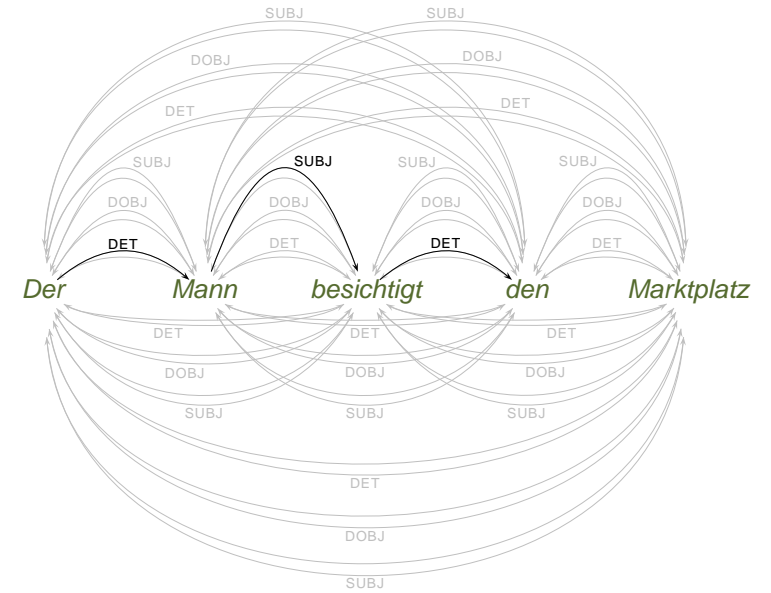 SUBJ SUBJ
DOBJ DOBJ
DET DET
SUBJ SUBJ SUBJ SUBJ
DOBJ DOBJ DOBJ DOBJ
DET DET DET DET
Der Mann besichtigt den Marktplatz
DET DET DET
DOBJ DOBJ DOBJ
SUBJ SUBJ SUBJ
DET
DOBJ
SUBJ